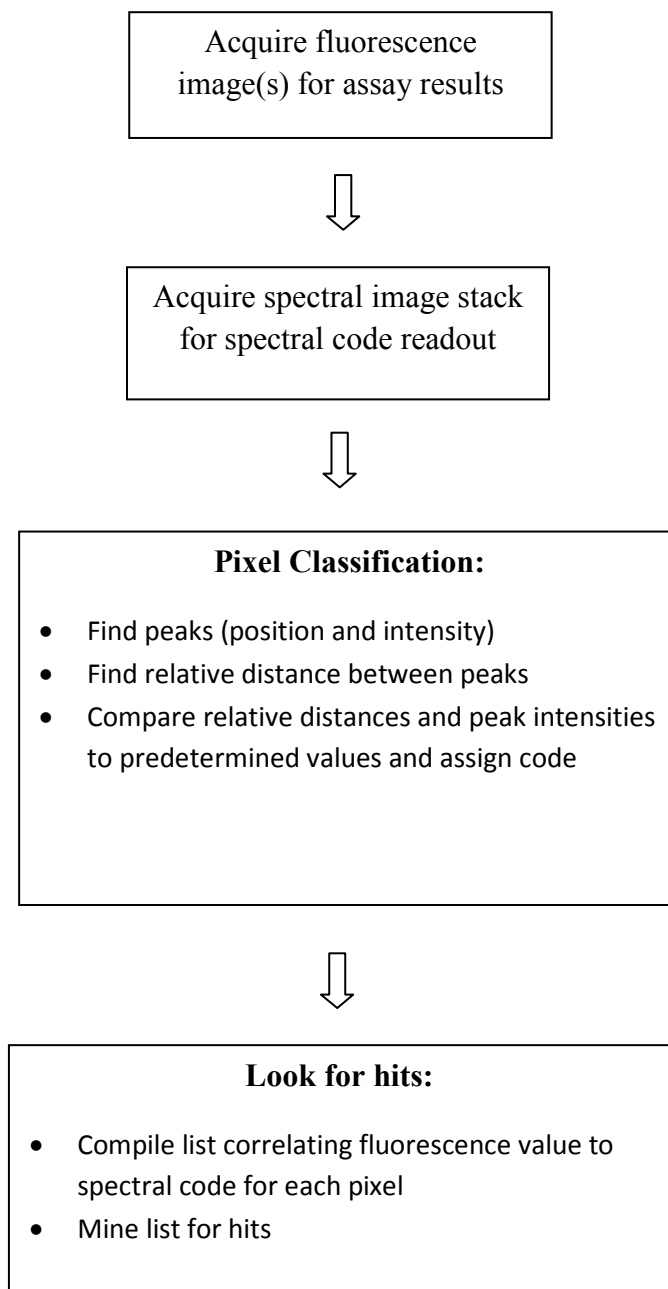 Acquire fluorescence
image(s) for assay results
Acquire spectral image stack
for spectral code readout
Pixel Classification:
• Find peaks (position and intensity)
• Find relative distance between peaks
• Compare relative distances and peak intensities
to predetermined values and assign code
Look for hits:
• Compile list correlating fluorescence value to
spectral code for each pixel
• Mine list for hits